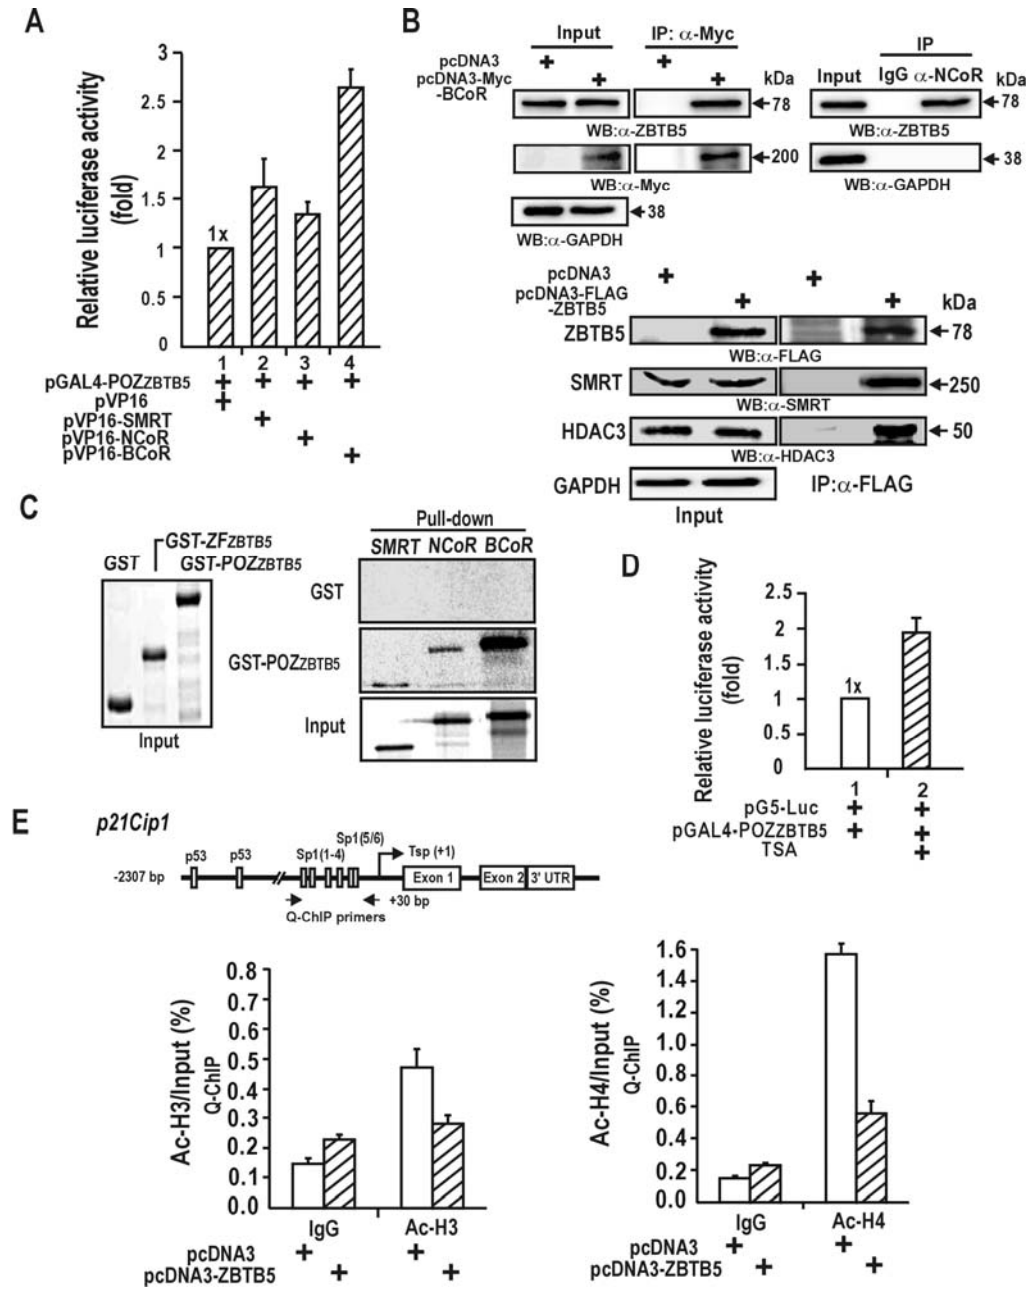 A
Relative luciferase activity
(fold)
3
2.5
2
1.5
1
0.5
0
1x
1 2 3 4
pGAL4-POZZBTB5 + + + +
pVP16 +
pVP16-SMRT +
pVP16-NCoR +
pVP16-BCoR +
B
Input IP: α-Myc
pcDNA3 + +
pcDNA3-Myc + +
-BCoR
kDa
78
WB:α-ZBTB5
200
WB:α-Myc
38
WB:α-GAPDH
IP
Input IgG α-NCoR kDa
78
WB:α-ZBTB5
38
WB:α-GAPDH
pcDNA3 + +
pcDNA3-FLAG + +
-ZBTB5
kDa
ZBTB5 78
WB:α-FLAG
SMRT 250
WB:α-SMRT
HDAC3 50
WB:α-HDAC3
GAPDH IP:α-FLAG
Input
C
GST GST-ZFZBTB5
GST-POZZBTB5
Input
Pull-down
SMRT NCoR BCoR
GST
GST-POZZBTB5
Input
D
Relative luciferase activity
(fold)
2.5
2
1.5
1
0.5
0
1x
1 2
pG5-Luc + +
pGAL4-POZZBTB5 + +
TSA +
E
p21Cip1
-2307 bp
p53 p53 Sp1(1-4) Sp1(5/6) Tsp (+1)
Exon 1 Exon 2 3' UTR
Q-ChIP primers +30 bp
Ac-H3/Input (%)
Q-ChIP
0.8
0.7
0.6
0.5
0.4
0.3
0.2
0.1
0.0
IgG Ac-H3
pcDNA3 + +
pcDNA3-ZBTB5 + +
Ac-H4/Input (%)
Q-ChIP
1.6
1.4
1.2
1.0
0.8
0.6
0.4
0.2
0.0
IgG Ac-H4
pcDNA3 + +
pcDNA3-ZBTB5 + +